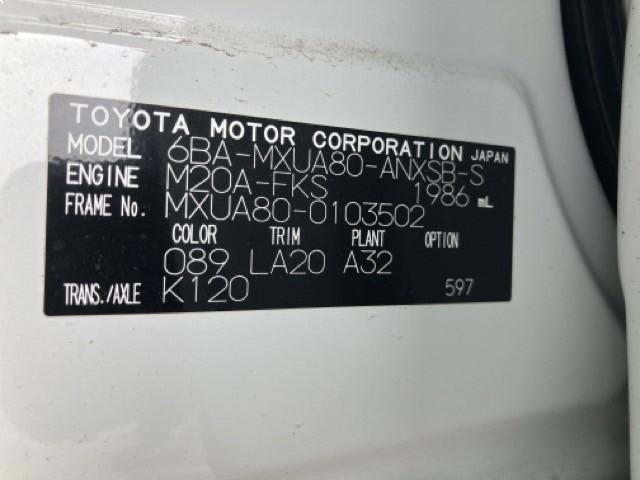 TOYOTA MOTOR CORPORATION JAPAN
MODEL 6BA-MXUA80-ANXSB-S
ENGINE M20A-FKS 1986 mL
FRAME No. MXUA80-0103502
COLOR TRIM PLANT OPTION
089 LA20 A32
TRANS./AXLE K120 597